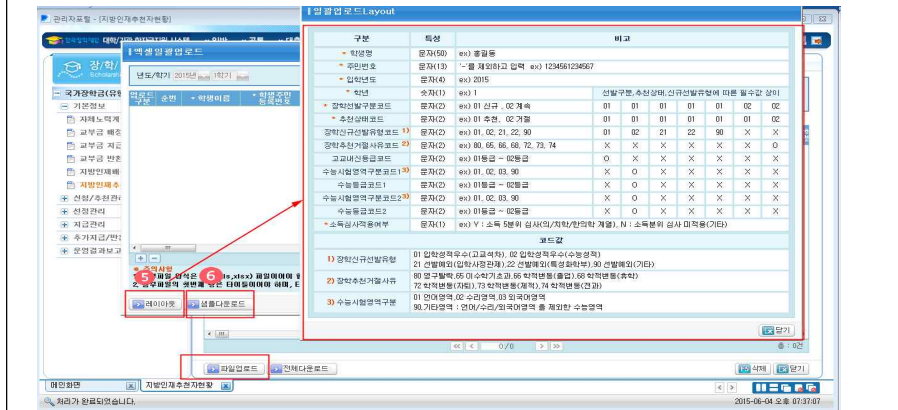 관리자포털 - [지방인재추천자현황]
일괄업로드Layout
엑셀일괄업로드
국가장학금(유형
기본정보
교부금 배정
교부금 지급
교부금 반환
지방인재배
지방인재추
신청/추천관리
선정관리
지급관리
추가지급/반
운영결과보고
년도/학기 2015년 1학기
업로드구분 순번 * 학생이름 * 학생주민등록번호
구분 특성 비고
* 학생명 문자(50) ex) 홍길동
* 주민번호 문자(13) '-'를 제외하고 입력 ex) 1234561234567
* 입학년도 문자(4) ex) 2015
* 학년 숫자(1) ex) 1 선발구분,추천상태,신규선발유형에 따른 필수값 상이
* 장학선발구분코드 문자(2) ex) 01 신규 , 02 계속 01 01 01 01 01 02 02
* 추천상태코드 문자(2) ex) 01 추천, 02 거절 01 01 01 01 01 01 02
장학신규선발유형코드 1) 문자(2) ex) 01, 02, 21, 22, 90 01 02 21 22 90 X X
장학추천거절사유코드 2) 문자(2) ex) 80, 65, 66, 68, 72, 73, 74 X X X X X X O
고교내신등급코드 문자(2) ex) 01등급 ~ 02등급 O X X X X X X
수능시험영역구분코드1 3) 문자(2) ex) 01, 02, 03, 90 X O X X X X X
수능등급코드1 문자(2) ex) 01등급 ~ 02등급 X O X X X X X
수능시험영역구분코드2 3) 문자(2) ex) 01, 02, 03, 90 X O X X X X X
수능등급코드2 문자(2) ex) 01등급 ~ 02등급 X O X X X X X
* 소득심사적용여부 문자(2) ex) Y : 소득 5분위 심사(의/치학/한의학 계열), N : 소득분위 심사 미적용(기타)
코드값
1) 장학신규선발유형 01 입학성적우수(고교석차), 02 입학성적우수(수능성적)
21 선발예외(입학사정관제),22 선발예외(특성화학부),90 선발예외(기타)
2) 장학추천거절사유 80 영구탈락,65 이수학기초과,66 학적변동(졸업),68 학적변동(휴학)
72 학적변동(자퇴),73 학적변동(제적),74 학적변동(전과)
3) 수능시험영역구분 01 언어영역,02 수리영역,03 외국어영역
90.기타영역 : 언어/수리/외국어영역 를 제외한 수능영역
닫기
* 주의사항
5 6
레이아웃 샘플다운로드
0/0 총 : 0건
파일업로드 전체다운로드 삭제 닫기
메인화면 지방인재추천자현황
처리가 완료되었습니다. 2015-06-04 오후 07:37:07